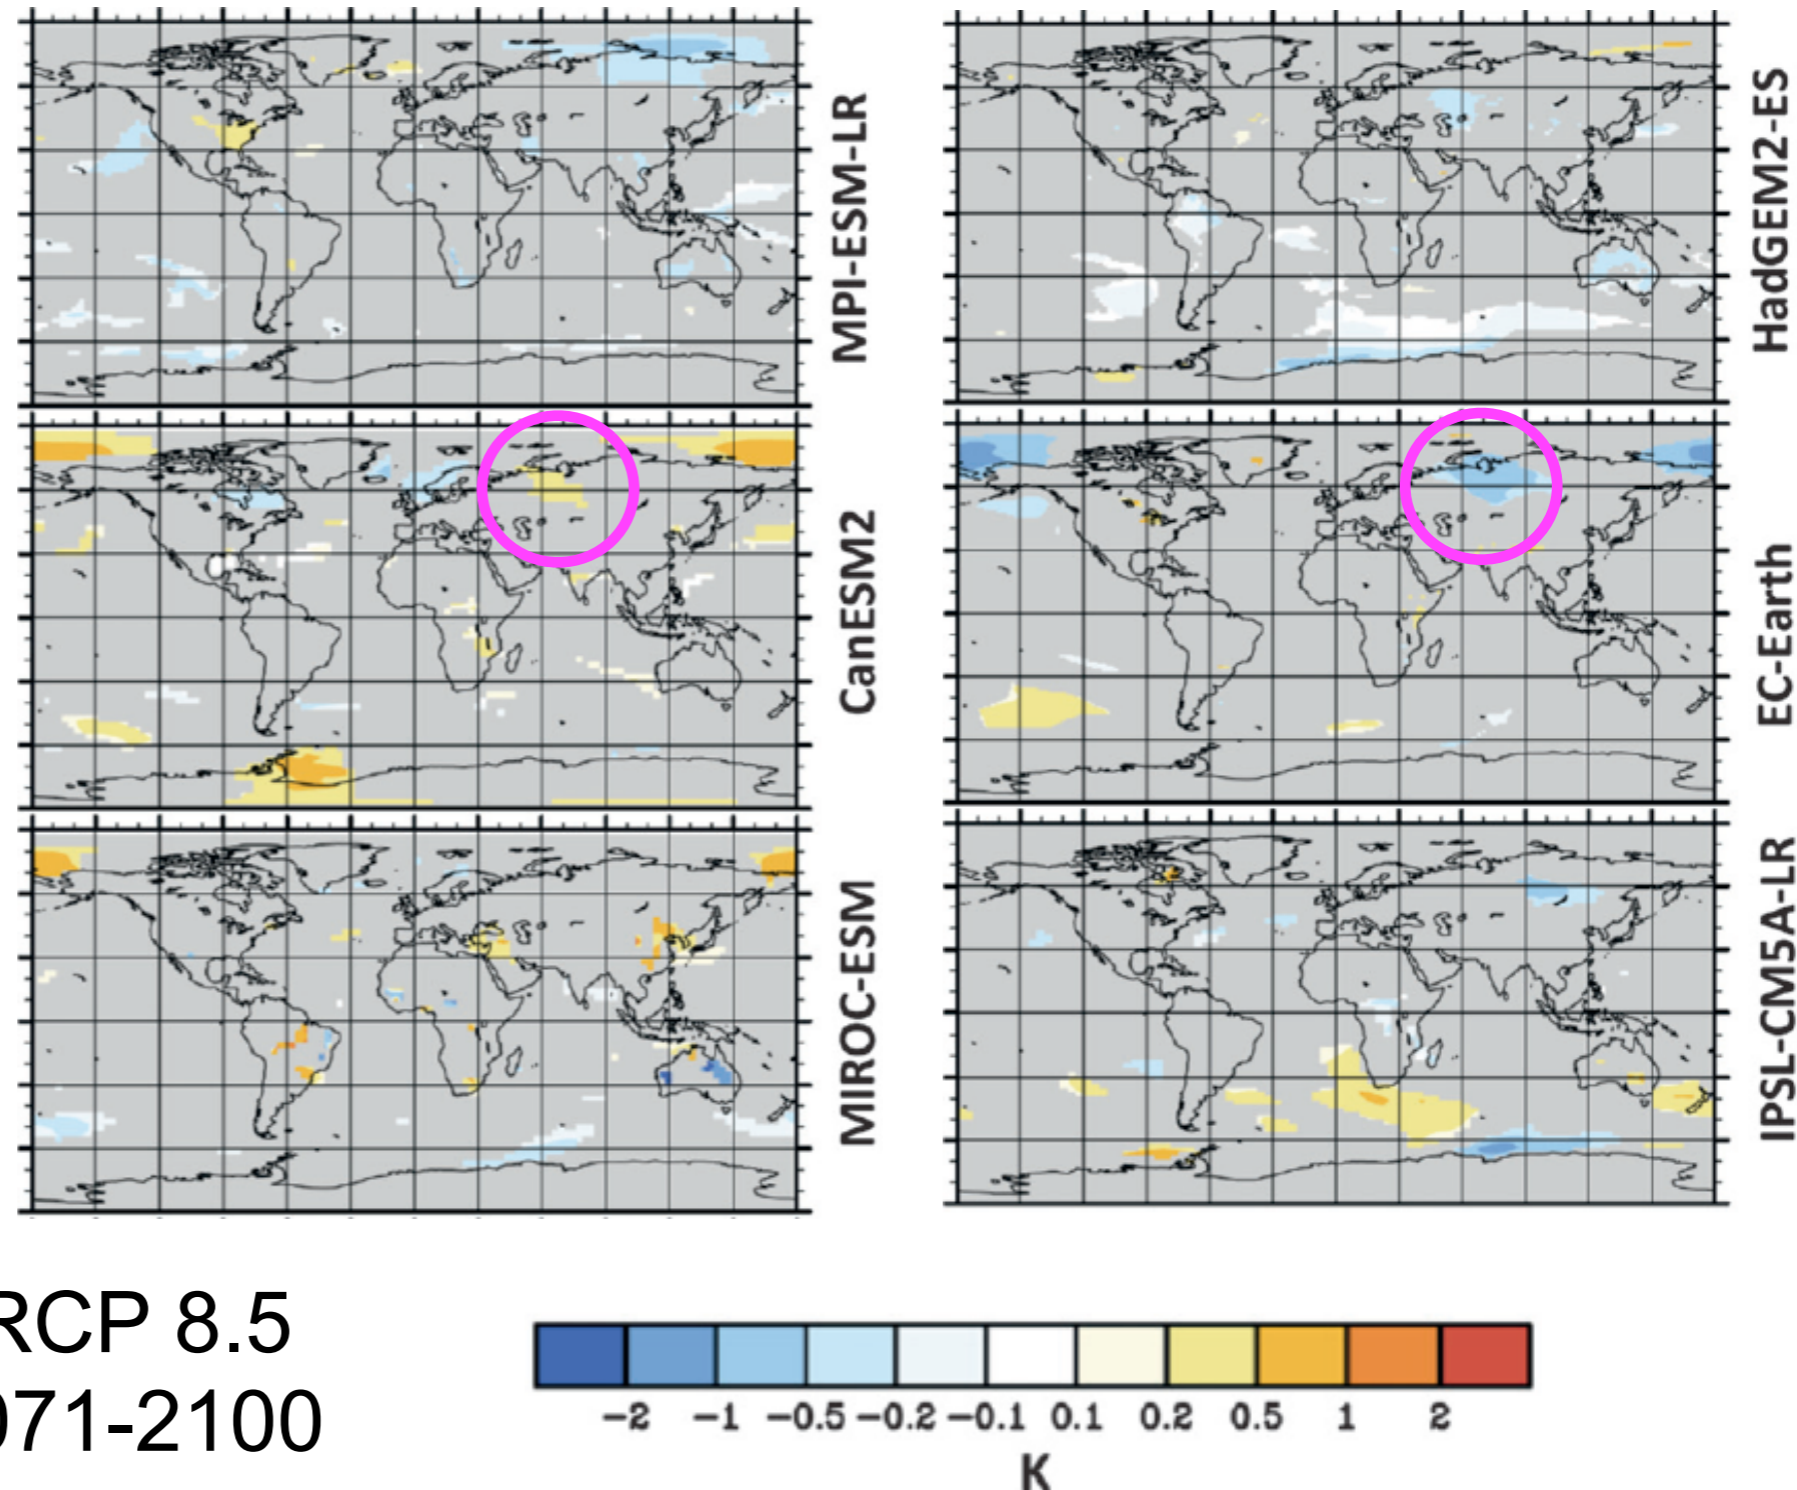 MPI-ESM-LR
HadGEM2-ES
CanESM2
EC-Earth
MIROC-ESM
IPSL-CM5A-LR
RCP 8.5
071-2100
−2 −1 −0.5 −0.2 −0.1 0.1 0.2 0.5 1 2
K